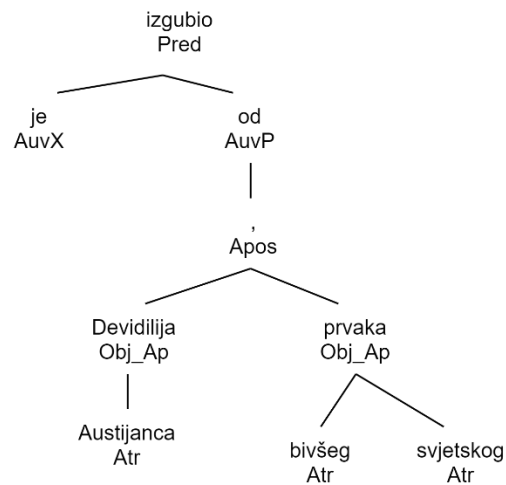 izgubio
Pred
je
AuvX
od
AuvP
,
Apos
Devidilija
Obj_Ap
prvaka
Obj_Ap
Austijanca
Atr
bivšeg
Atr
svjetskog
Atr